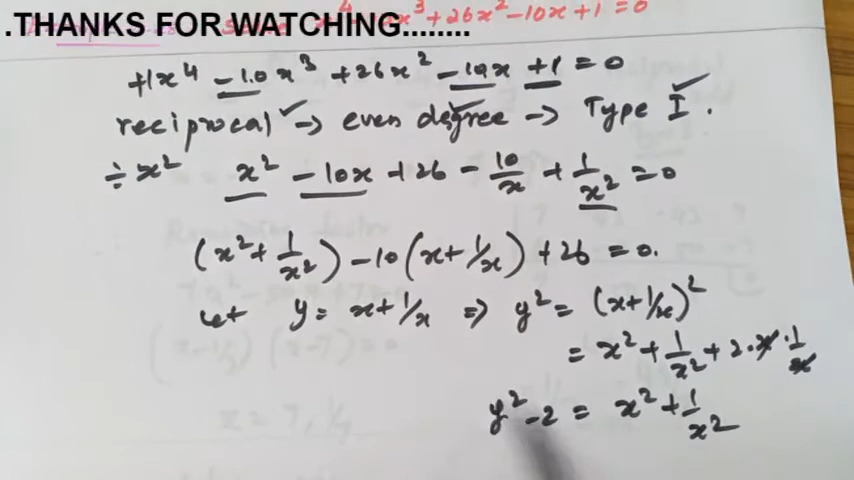 .THANKS FOR WATCHING........
x⁴ -10x³ +26x² -10x +1 = 0
+1x⁴ -10x³ +26x² -10x +1 = 0
reciprocal ✓ → even degree → Type I ✓.
÷ x² x² -10x +26 - 10/x + 1/x² = 0
(x² + 1/x²) -10 (x + 1/x) + 26 = 0.
let y = x + 1/x ⇒ y² = (x + 1/x)²
= x² + 1/x² + 2·x·1/x
y² - 2 = x² + 1/x²